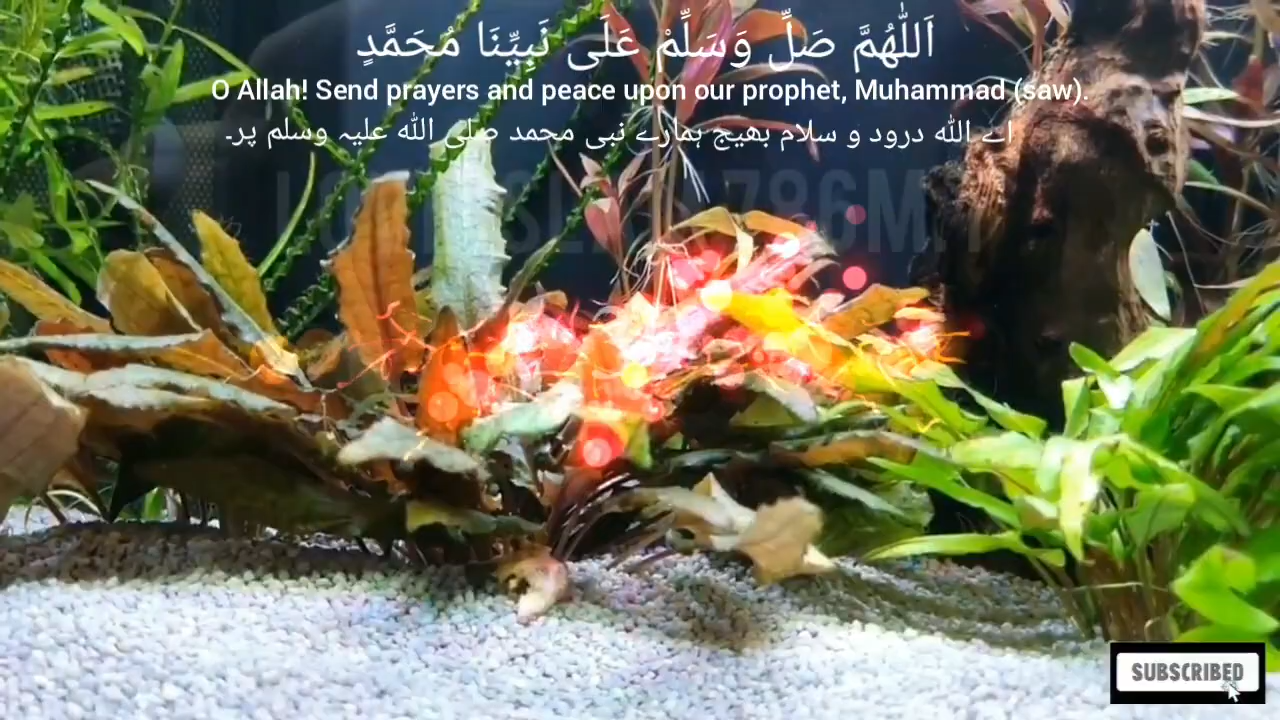 اَللّٰهُمَّ صَلِّ وَسَلِّمْ عَلَى نَبِيِّنَا مُحَمَّدٍ
O Allah! Send prayers and peace upon our prophet, Muhammad (saw).
اے اللہ درود و سلام بھیج ہمارے نبی محمد صلی اللہ علیہ وسلم پر۔
SUBSCRIBED